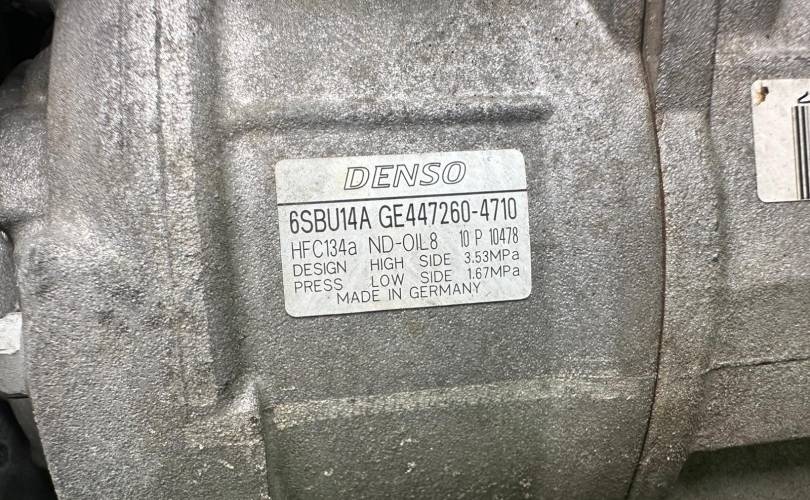 DENSO
6SBU14A GE447260-4710
HFC134a ND-OIL8 10 P 10478
DESIGN HIGH SIDE 3.53MPa
PRESS LOW SIDE 1.67MPa
MADE IN GERMANY